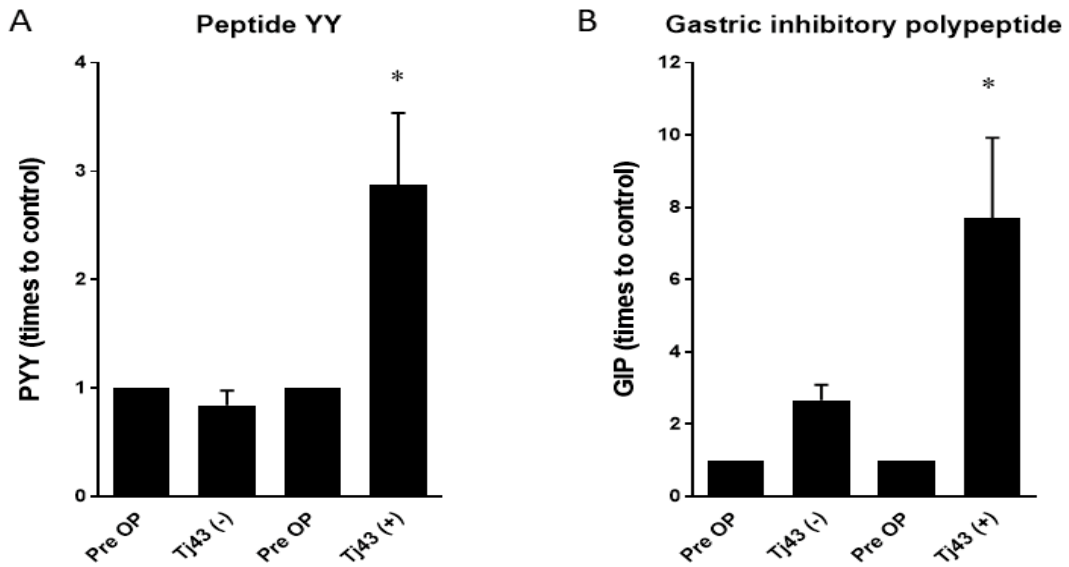 A
Peptide YY
PYY (times to control)
4
3
2
1
0
*
Pre OP
Tj43 (-)
Pre OP
Tj43 (+)
B
Gastric inhibitory polypeptide
GIP (times to control)
12
10
8
6
4
2
0
*
Pre OP
Tj43 (-)
Pre OP
Tj43 (+)